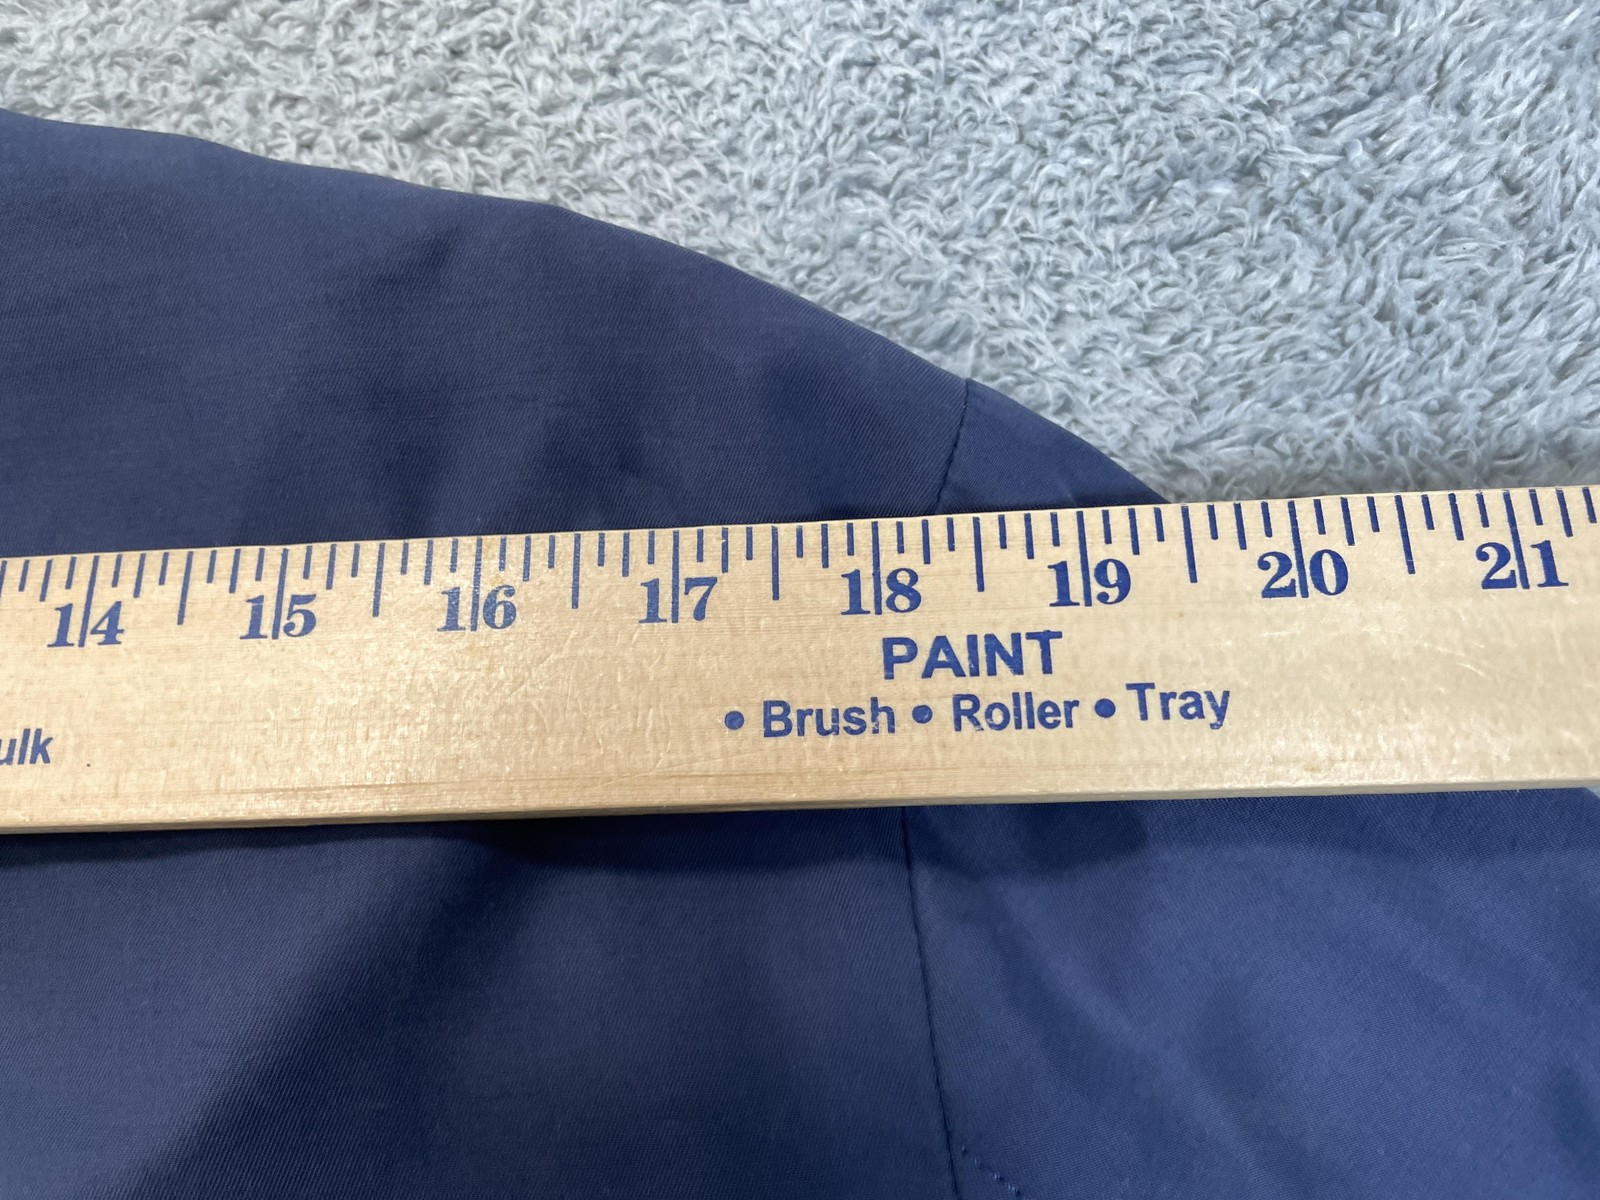 14 15 16 17 18 19 20 21
PAINT
• Brush • Roller • Tray
ulk